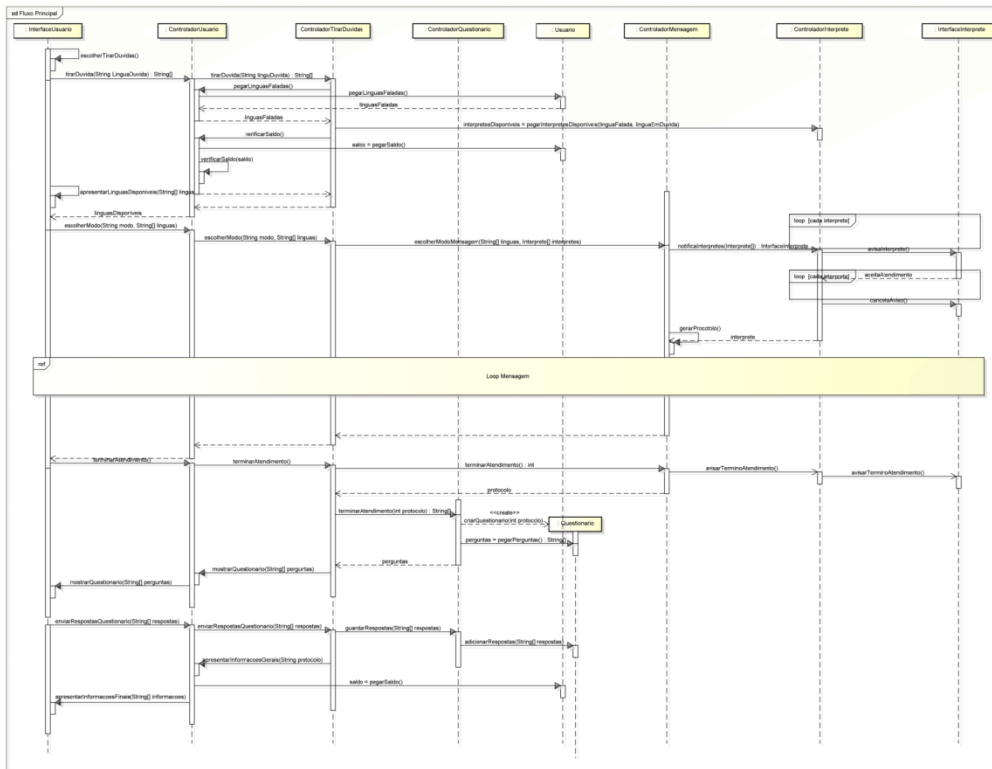 sd Fluxo Principal
: InterfaceUsuario
: ControladorUsuario
ControladorTirarDuvidas
: ControladorQuestionario
: Usuario
: ControladorMensagem
: ControladorInterprete
: InterfaceInterprete
escolherTirarDuvidas()
tirarDuvida(String LinguaDuvida) : String[]
tirarDuvida(String linguDuvida) : String[]
pegarLinguasFaladas()
pegarLinguasFaladas()
linguasFaladas
linguasFaladas
interpretesDisponiveis = pegarInterpretesDisponiveis(linguaFalada, linguaEmDuvida)
verificarSaldo()
saldo = pegarSaldo()
verificarSaldo(saldo)
apresentarLinguasDisponiveis(String[] linguas
linguasDisponiveis
escolherModo(String modo, String[] linguas)
escolherModo(String modo, String[] linguas)
escolherModoMensagem(String[] linguas, Interprete[] interpretes)
loop [cada interprete]
notificaInterpretes(Interprete[]) : InterfaceInterprete
avisaInterprete()
loop [cada interprete]
aceitaAtendimento
cancelaAviso()
gerarProcotolo()
interprete
ref
Loop Mensagem
terminarAtendimento()
terminarAtendimento()
terminarAtendimento() : int
avisarTerminoAtendimento()
avisarTerminoAtendimento()
protocolo
terminarAtendimento(int protocolo) : String[]
<<create>>
criarQuestionario(int protocolo)
: Questionario
perguntas = pegarPerguntas() : String[]
perguntas
mostrarQuestionario(String[] perguntas)
mostrarQuestionario(String[] perguntas)
enviarRespostasQuestionario(String[] respostas)
enviarRespostasQuestionario(String[] respostas)
guardarRespostas(String[] respostas)
adicionarRespostas(String[] respostas
apresentarInformacoesGerais(String protocolo)
saldo = pegarSaldo()
apresentarInformacoesFinais(String[] informacoes)